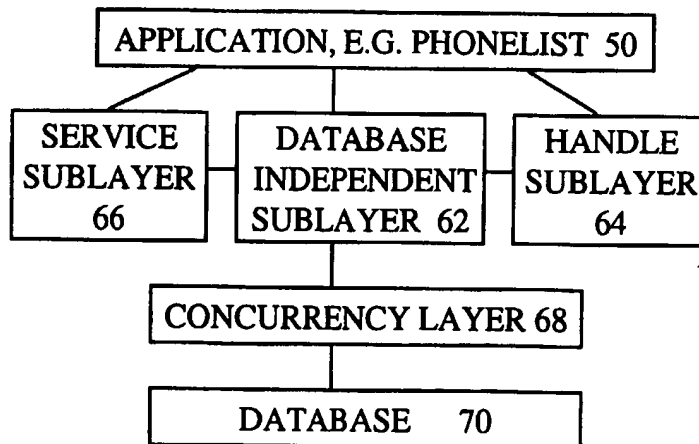 APPLICATION, E.G. PHONELIST 50
SERVICE
SUBLAYER
66
DATABASE
INDEPENDENT
SUBLAYER 62
HANDLE
SUBLAYER
64
CONCURRENCY LAYER 68
DATABASE 70